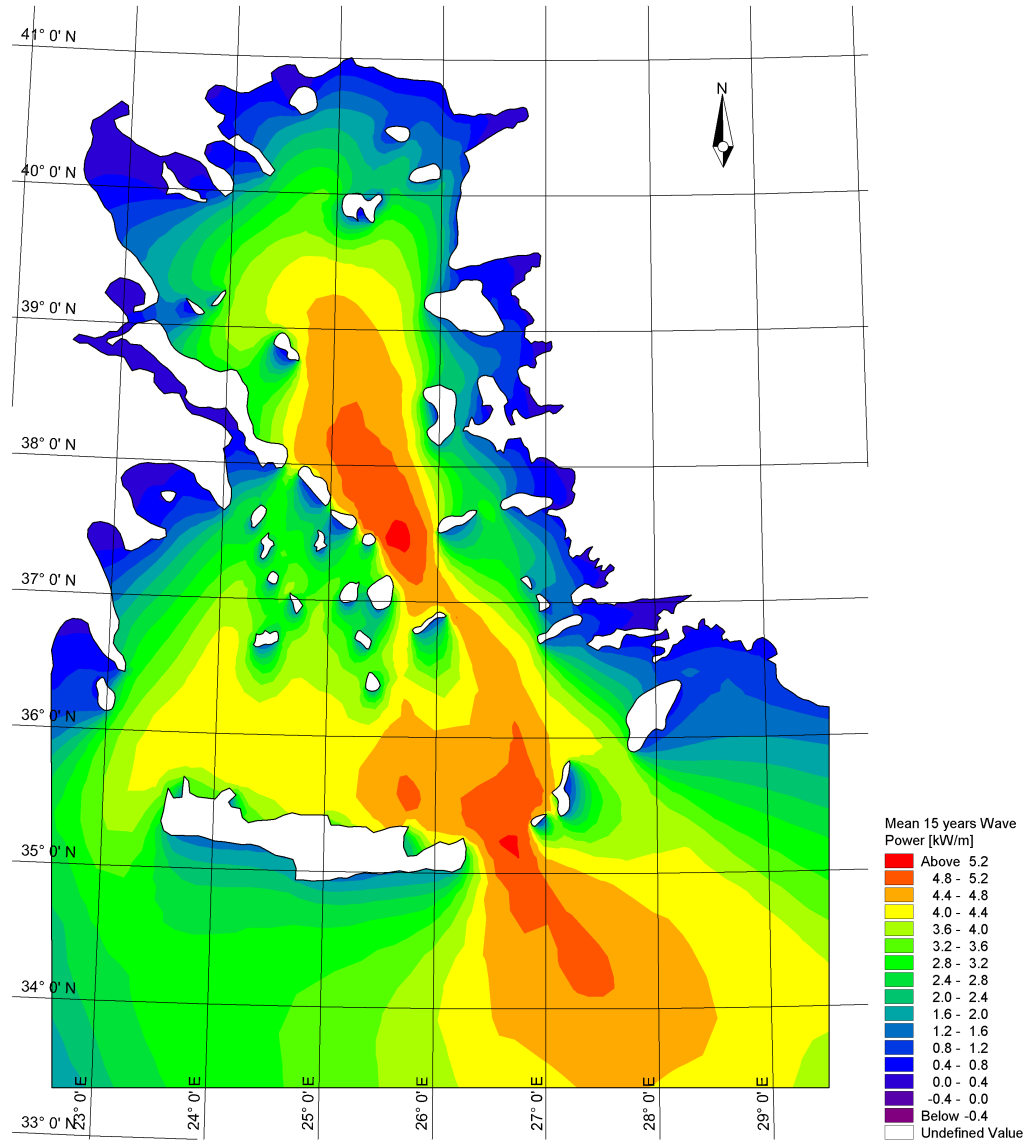 41° 0' N
N
40° 0' N
39° 0' N
38° 0' N
37° 0' N
36° 0' N
35° 0' N
34° 0' N
33° 0' N
23° 0' E
24° 0' E
25° 0' E
26° 0' E
27° 0' E
28° 0' E
29° 0' E
Mean 15 years Wave
Power [kW/m]
Above 5.2
4.8 - 5.2
4.4 - 4.8
4.0 - 4.4
3.6 - 4.0
3.2 - 3.6
2.8 - 3.2
2.4 - 2.8
2.0 - 2.4
1.6 - 2.0
1.2 - 1.6
0.8 - 1.2
0.4 - 0.8
0.0 - 0.4
-0.4 - 0.0
Below -0.4
Undefined Value